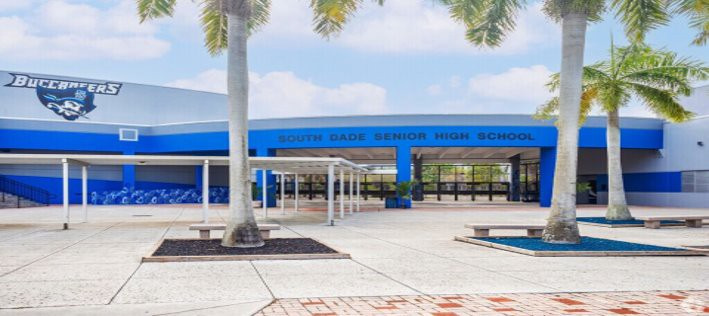 BUCCANEERS
SOUTH DADE SENIOR HIGH SCHOOL